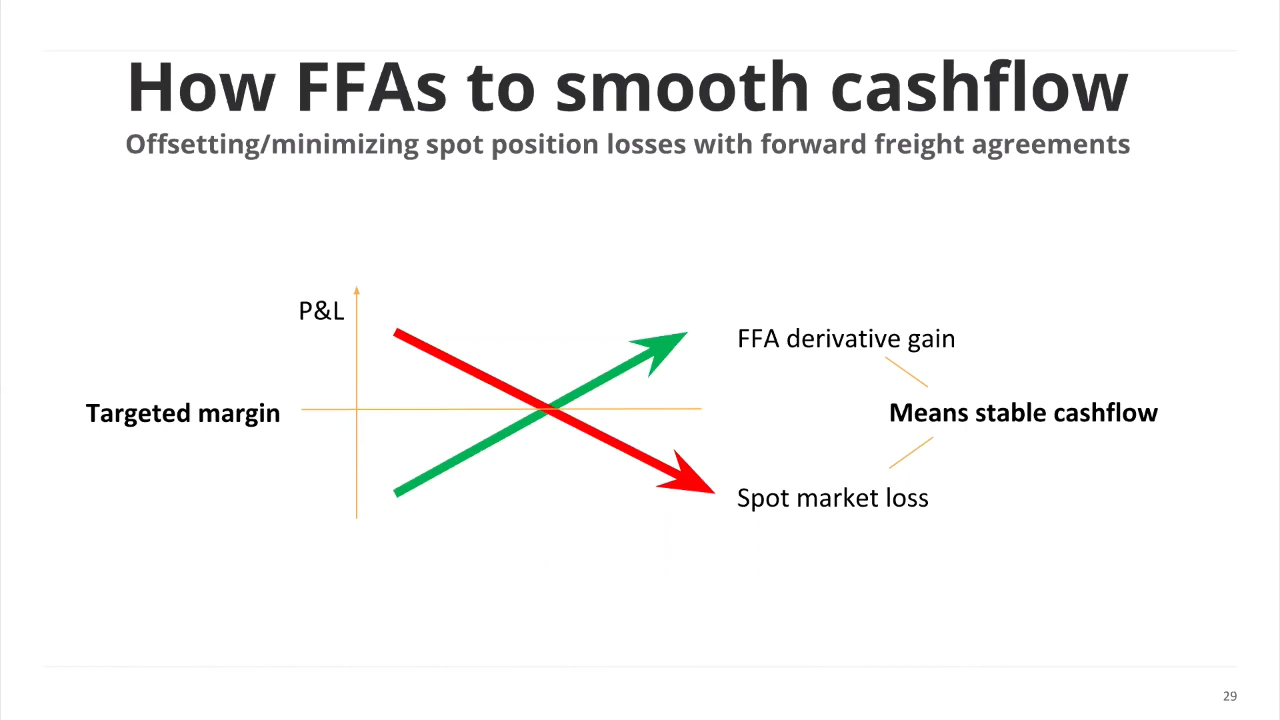 How FFAs to smooth cashflow
Offsetting/minimizing spot position losses with forward freight agreements
P&L
FFA derivative gain
Targeted margin
Means stable cashflow
Spot market loss
29